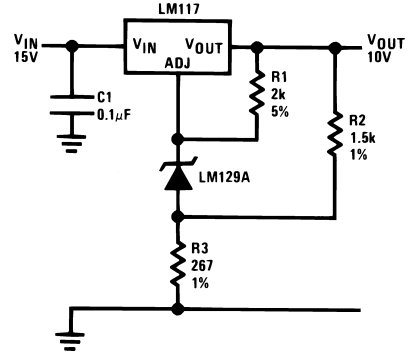 LM117
VIN
15V
VIN VOUT
ADJ
VOUT
10V
C1
0.1μF
R1
2k
5%
R2
1.5k
1%
LM129A
R3
267
1%